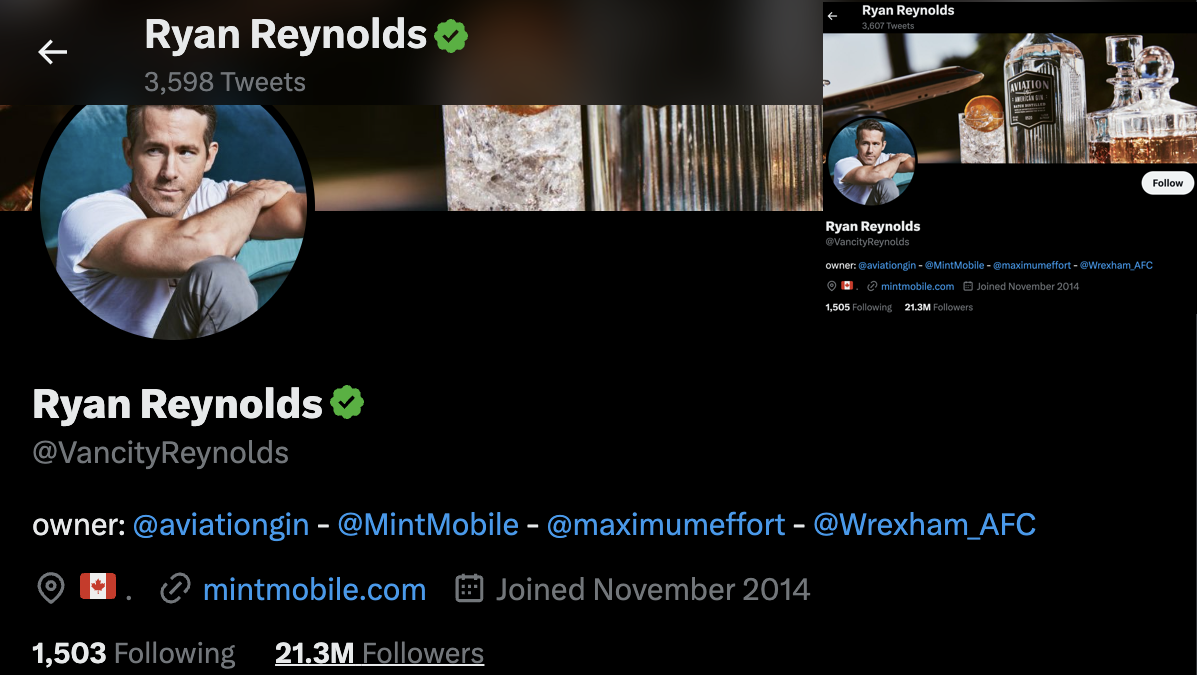 Ryan Reynolds
3,598 Tweets
Ryan Reynolds
@VancityReynolds
owner: @aviationgin - @MintMobile - @maximumeffort - @Wrexham_AFC
. mintmobile.com Joined November 2014
1,503 Following 21.3M Followers
Ryan Reynolds
3,607 Tweets
AVIATION
AMERICAN GIN
Follow
Ryan Reynolds
@VancityReynolds
owner: @aviationgin - @MintMobile - @maximumeffort - @Wrexham_AFC
. mintmobile.com Joined November 2014
1,505 Following 21.3M Followers